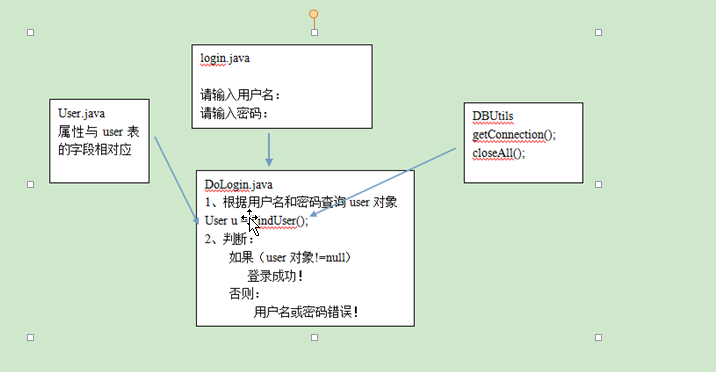 login.java
请输入用户名：
请输入密码：
User.java
属性与 user 表
的字段相对应
DBUtils
getConnection();
closeAll();
DoLogin.java
1、根据用户名和密码查询 user 对象
User u = findUser();
2、判断：
如果（user 对象!=null）
登录成功！
否则：
用户名或密码错误！